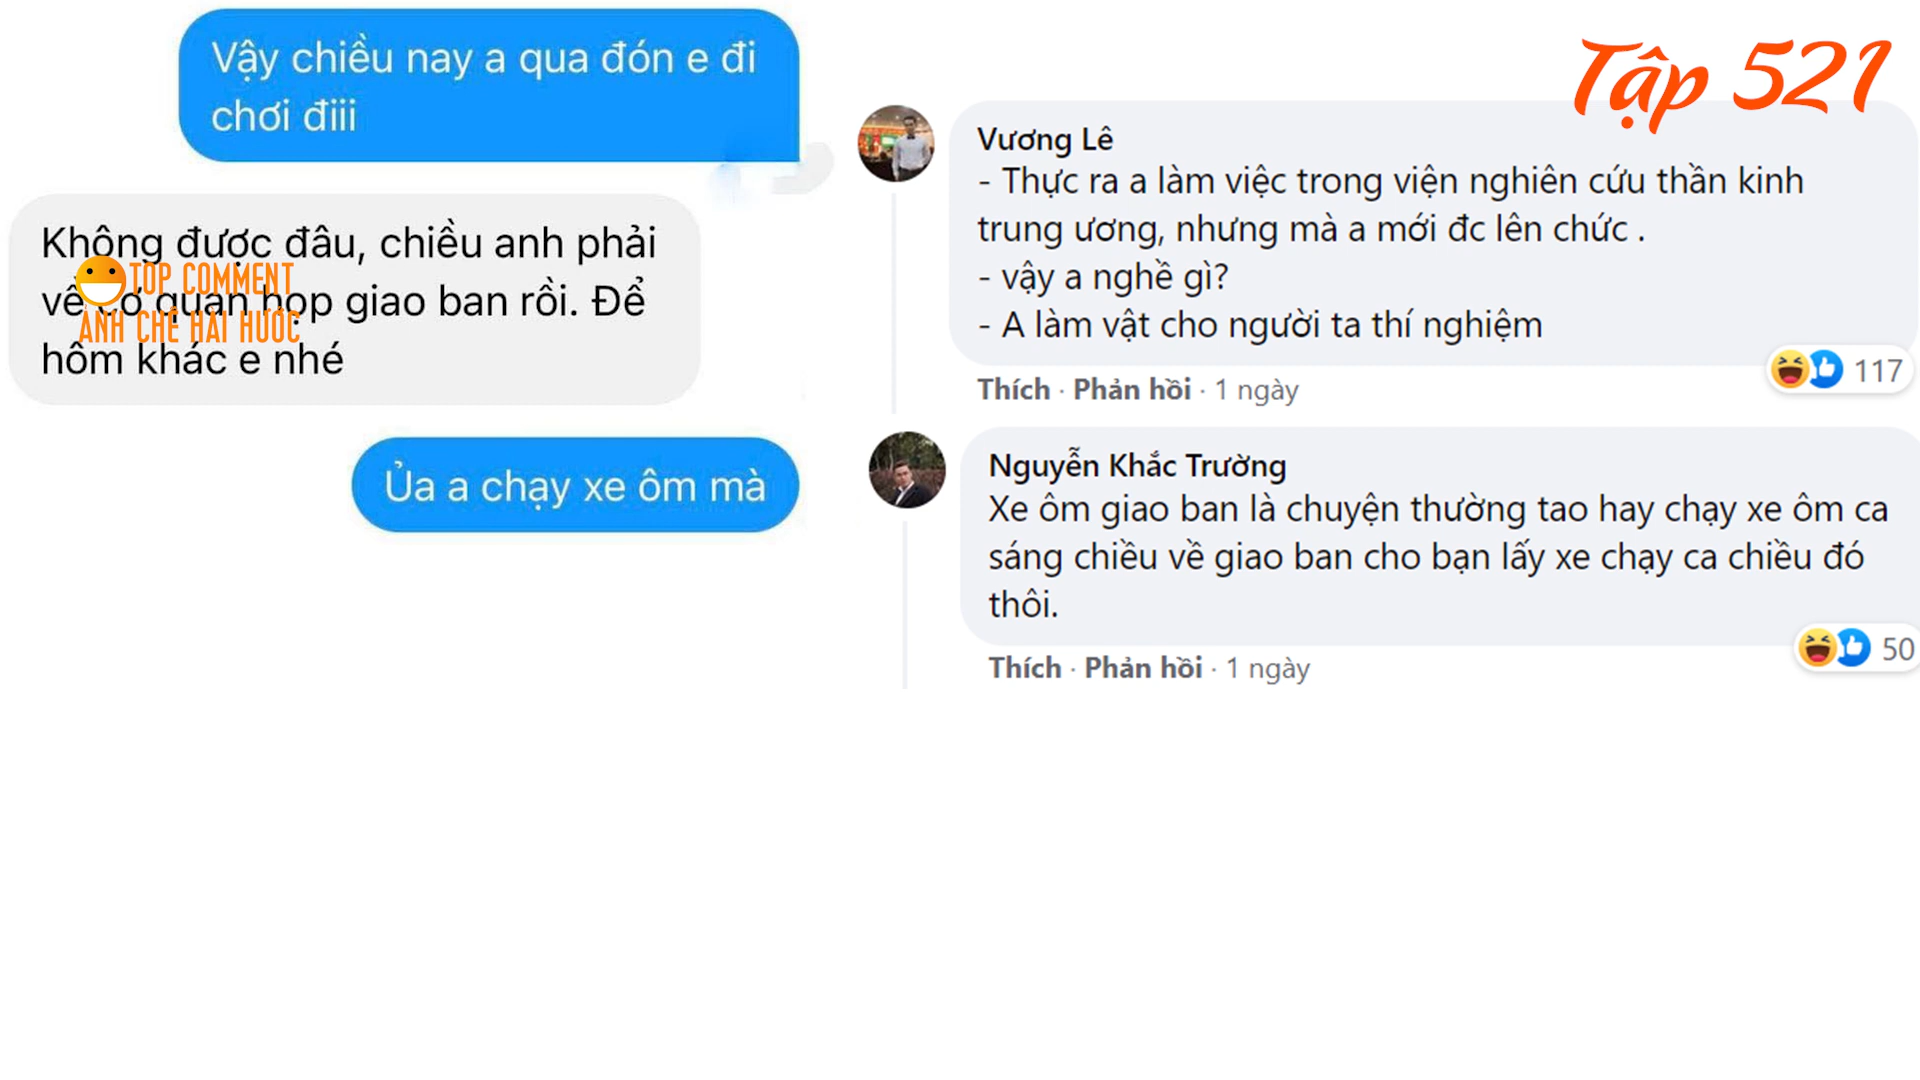 Vậy chiều nay a qua đón e đi
chơi điii
Không được đâu, chiều anh phải
về cơ quan họp giao ban rồi. Để
hôm khác e nhé
TOP COMMENT
ẢNH CHẾ HÀI HƯỚC
Ủa a chạy xe ôm mà
Tập 521
Vương Lê
- Thực ra a làm việc trong viện nghiên cứu thần kinh
trung ương, nhưng mà a mới đc lên chức .
- vậy a nghề gì?
- A làm vật cho người ta thí nghiệm
117
Thích · Phản hồi · 1 ngày
Nguyễn Khắc Trường
Xe ôm giao ban là chuyện thường tao hay chạy xe ôm ca
sáng chiều về giao ban cho bạn lấy xe chạy ca chiều đó
thôi.
50
Thích · Phản hồi · 1 ngày